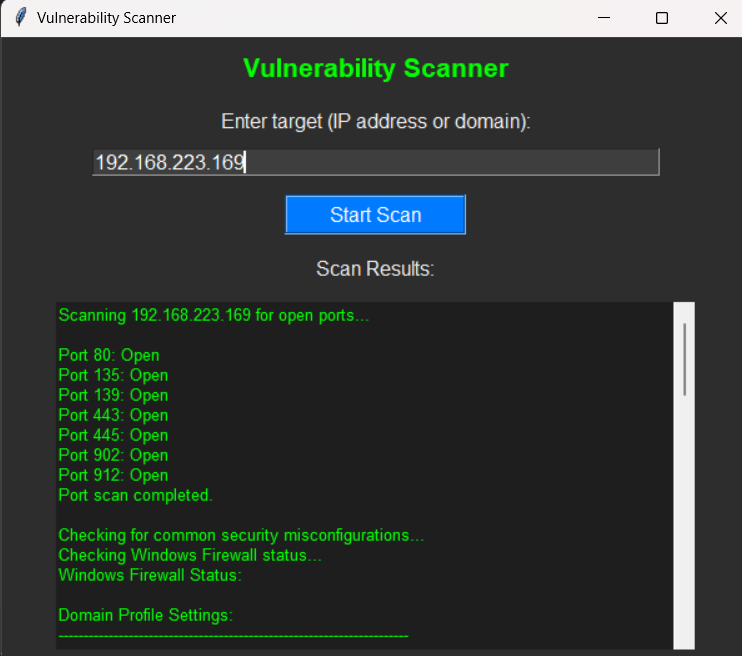 Vulnerability Scanner
Vulnerability Scanner
Enter target (IP address or domain):
192.168.223.169
Start Scan
Scan Results:
Scanning 192.168.223.169 for open ports...
Port 80: Open
Port 135: Open
Port 139: Open
Port 443: Open
Port 445: Open
Port 902: Open
Port 912: Open
Port scan completed.
Checking for common security misconfigurations...
Checking Windows Firewall status...
Windows Firewall Status:
Domain Profile Settings:
----------------------------------------------------------------------